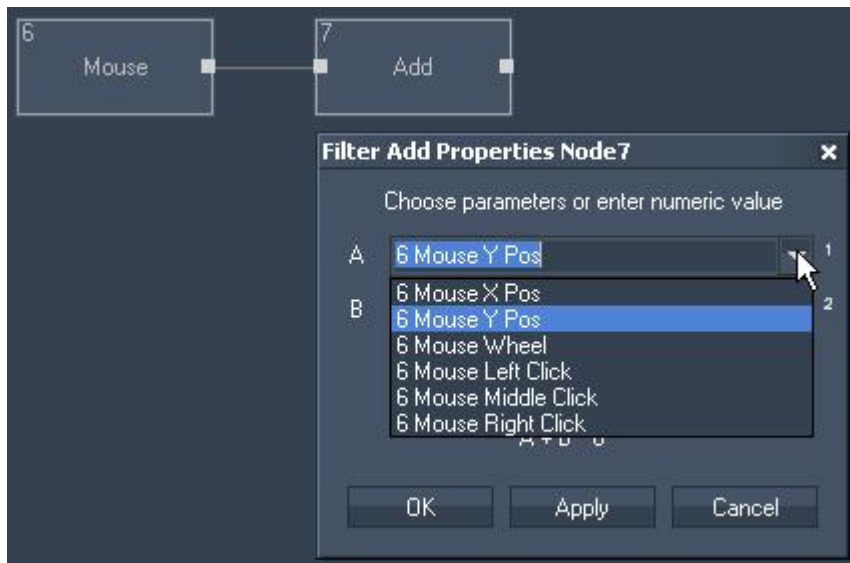 6
Mouse
7
Add
Filter Add Properties Node7
Choose parameters or enter numeric value
A 6 Mouse Y Pos 1
B 2
6 Mouse X Pos
6 Mouse Y Pos
6 Mouse Wheel
6 Mouse Left Click
6 Mouse Middle Click
6 Mouse Right Click
OK Apply Cancel